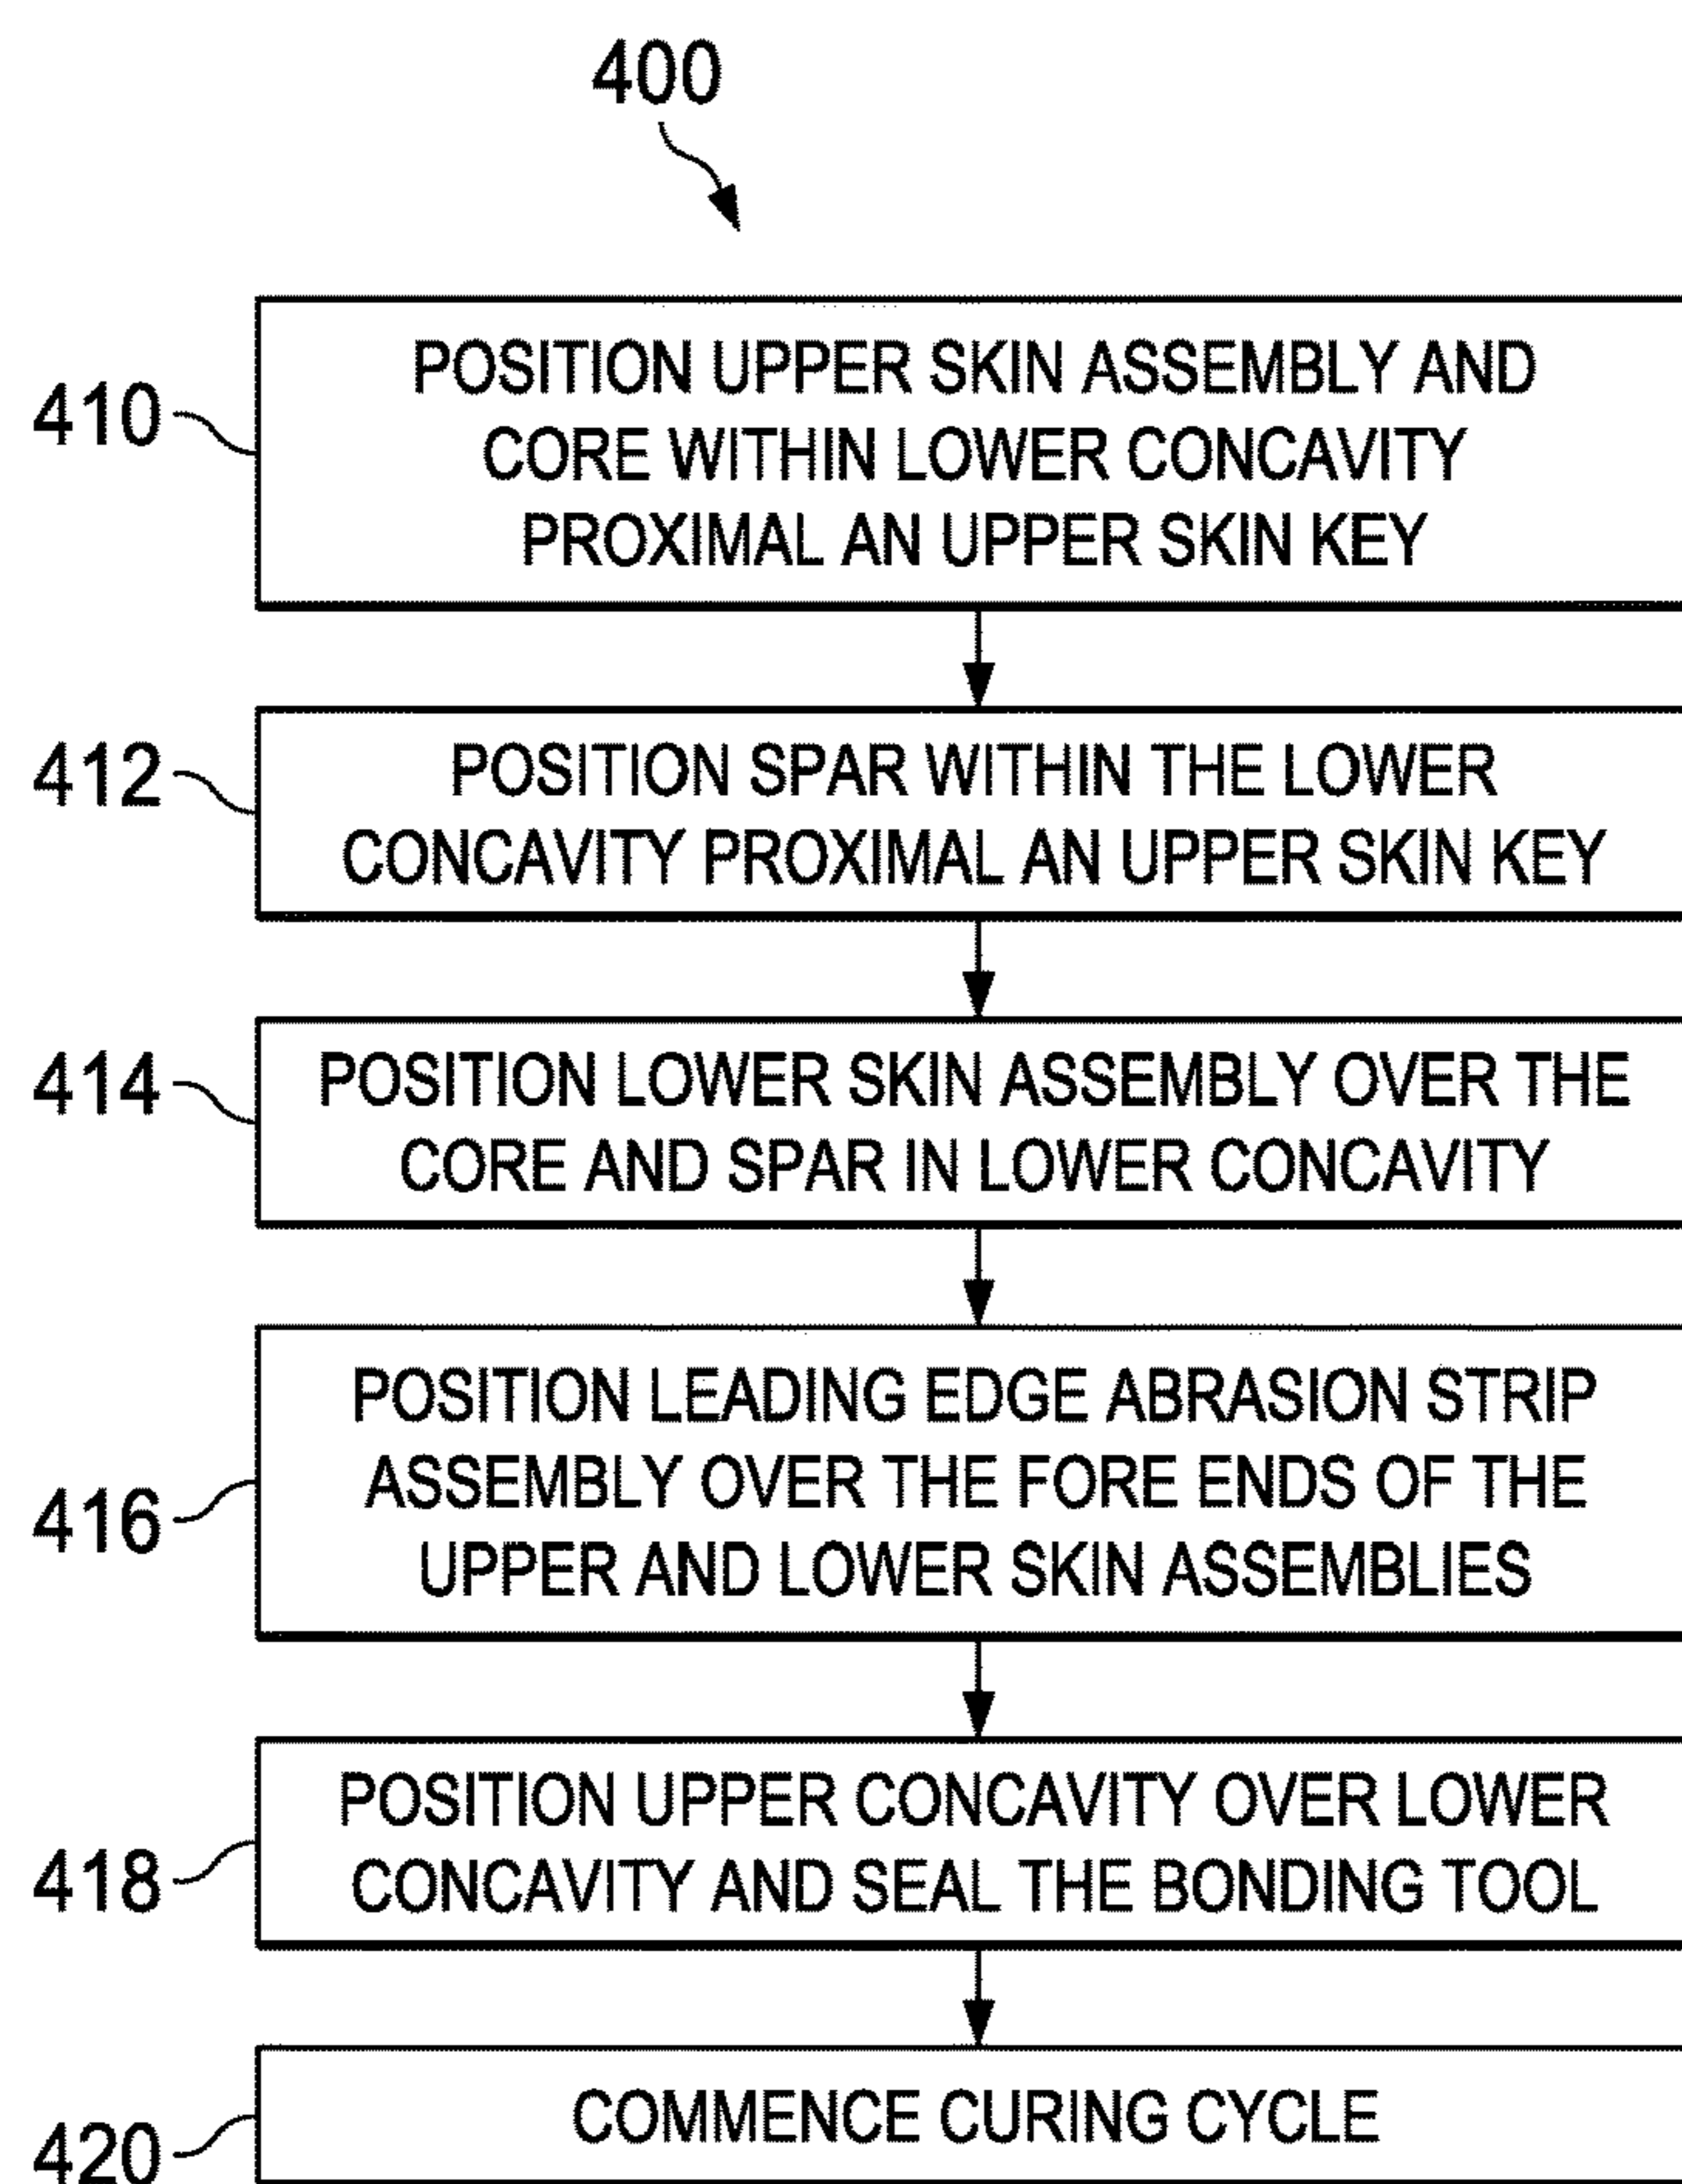 400
410
POSITION UPPER SKIN ASSEMBLY AND
CORE WITHIN LOWER CONCAVITY
PROXIMAL AN UPPER SKIN KEY
412
POSITION SPAR WITHIN THE LOWER
CONCAVITY PROXIMAL AN UPPER SKIN KEY
414
POSITION LOWER SKIN ASSEMBLY OVER THE
CORE AND SPAR IN LOWER CONCAVITY
416
POSITION LEADING EDGE ABRASION STRIP
ASSEMBLY OVER THE FORE ENDS OF THE
UPPER AND LOWER SKIN ASSEMBLIES
418
POSITION UPPER CONCAVITY OVER LOWER
CONCAVITY AND SEAL THE BONDING TOOL
420
COMMENCE CURING CYCLE